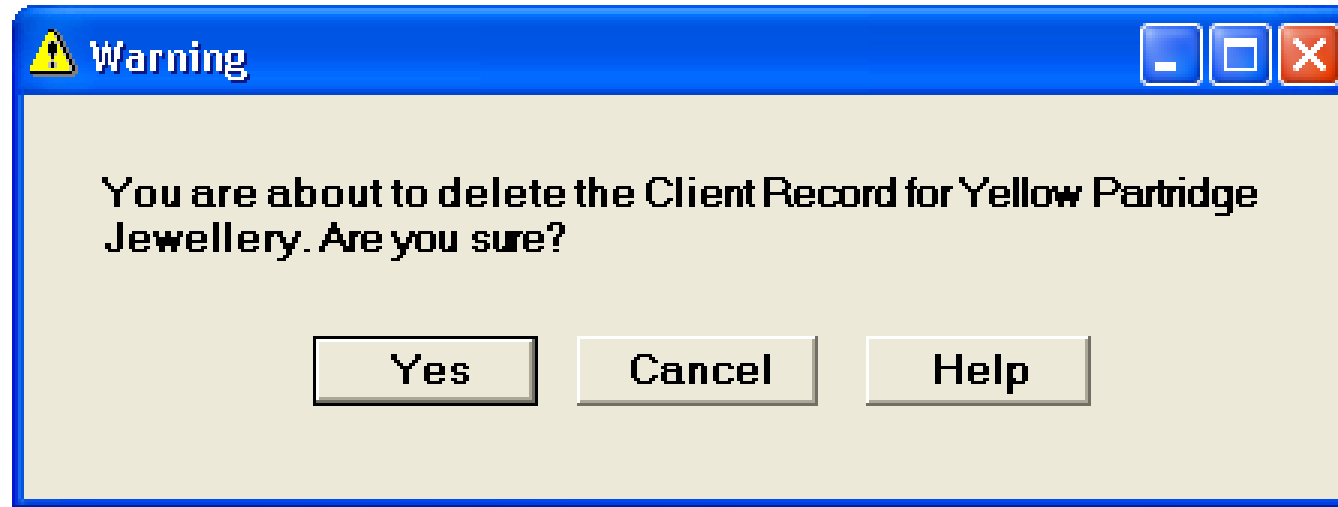 Warning
You are about to delete the Client Record for Yellow Partridge
Jewellery. Are you sure?
Yes Cancel Help